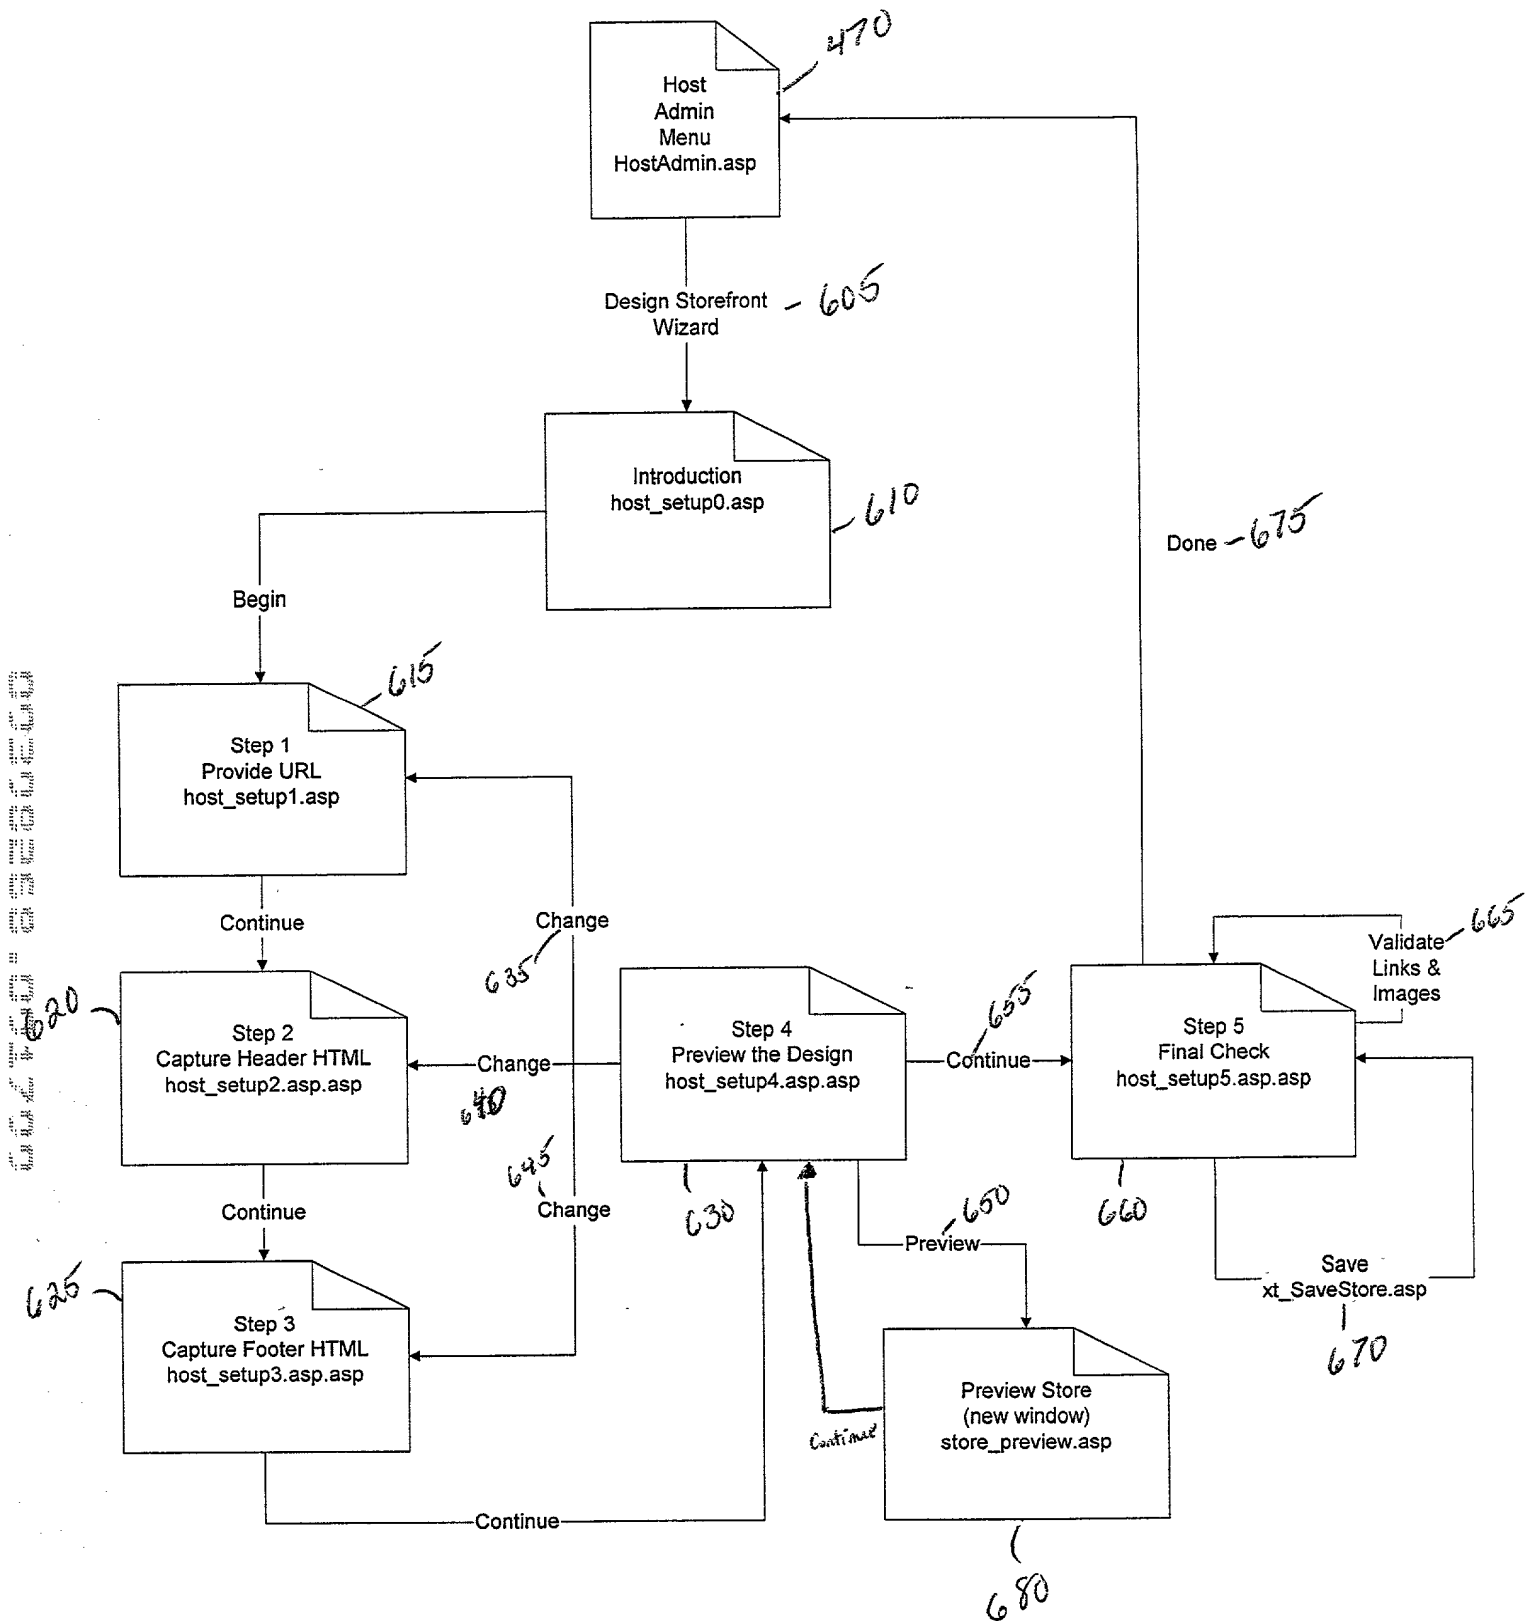 470
Host
Admin
Menu
HostAdmin.asp
Design Storefront
Wizard
605
Introduction
host_setup0.asp
610
Done
675
Begin
615
Step 1
Provide URL
host_setup1.asp
Continue
Change
635
665
Validate
Links &
Images
620
Step 2
Capture Header HTML
host_setup2.asp.asp
Change
640
Step 4
Preview the Design
host_setup4.asp.asp
630
655
Continue
Step 5
Final Check
host_setup5.asp.asp
660
Continue
645
Change
650
Preview
Save
xt_SaveStore.asp
670
625
Step 3
Capture Footer HTML
host_setup3.asp.asp
Continue
Preview Store
(new window)
store_preview.asp
680
Continue